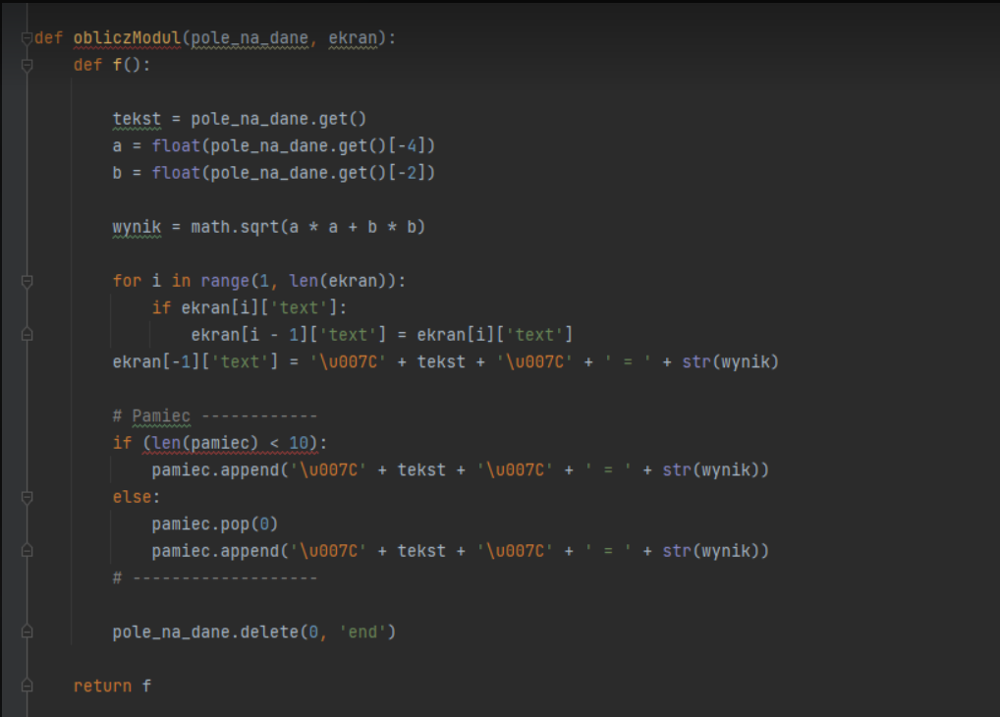 def obliczModul(pole_na_dane, ekran):
    def f():

        tekst = pole_na_dane.get()
        a = float(pole_na_dane.get()[-4])
        b = float(pole_na_dane.get()[-2])

        wynik = math.sqrt(a * a + b * b)

        for i in range(1, len(ekran)):
            if ekran[i]['text']:
                ekran[i - 1]['text'] = ekran[i]['text']
        ekran[-1]['text'] = '\u007C' + tekst + '\u007C' + ' = ' + str(wynik)

        # Pamiec ------------
        if (len(pamiec) < 10):
            pamiec.append('\u007C' + tekst + '\u007C' + ' = ' + str(wynik))
        else:
            pamiec.pop(0)
            pamiec.append('\u007C' + tekst + '\u007C' + ' = ' + str(wynik))
        # -------------------

        pole_na_dane.delete(0, 'end')

    return f